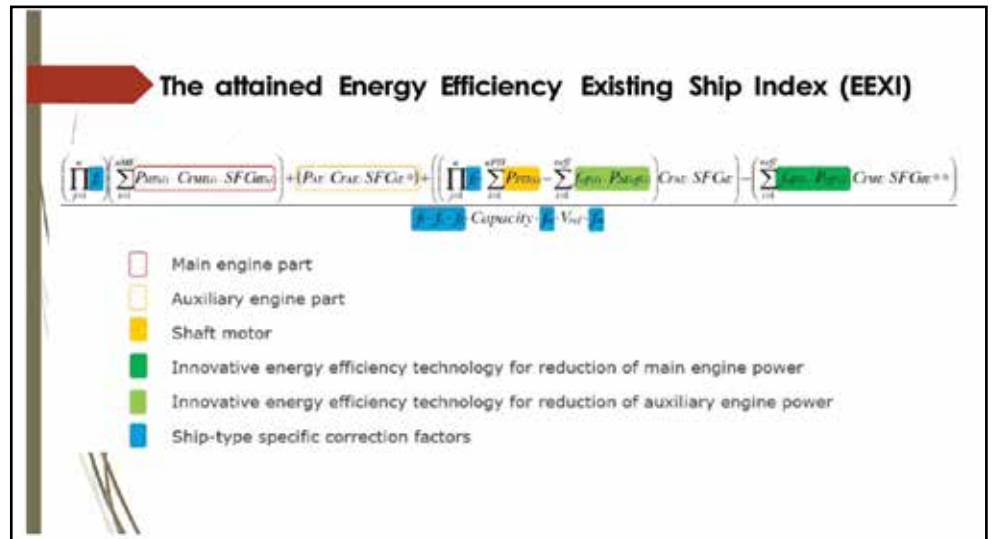 The attained Energy Efficiency Existing Ship Index (EEXI)
Capacity
Main engine part
Auxiliary engine part
Shaft motor
Innovative energy efficiency technology for reduction of main engine power
Innovative energy efficiency technology for reduction of auxiliary engine power
Ship-type specific correction factors